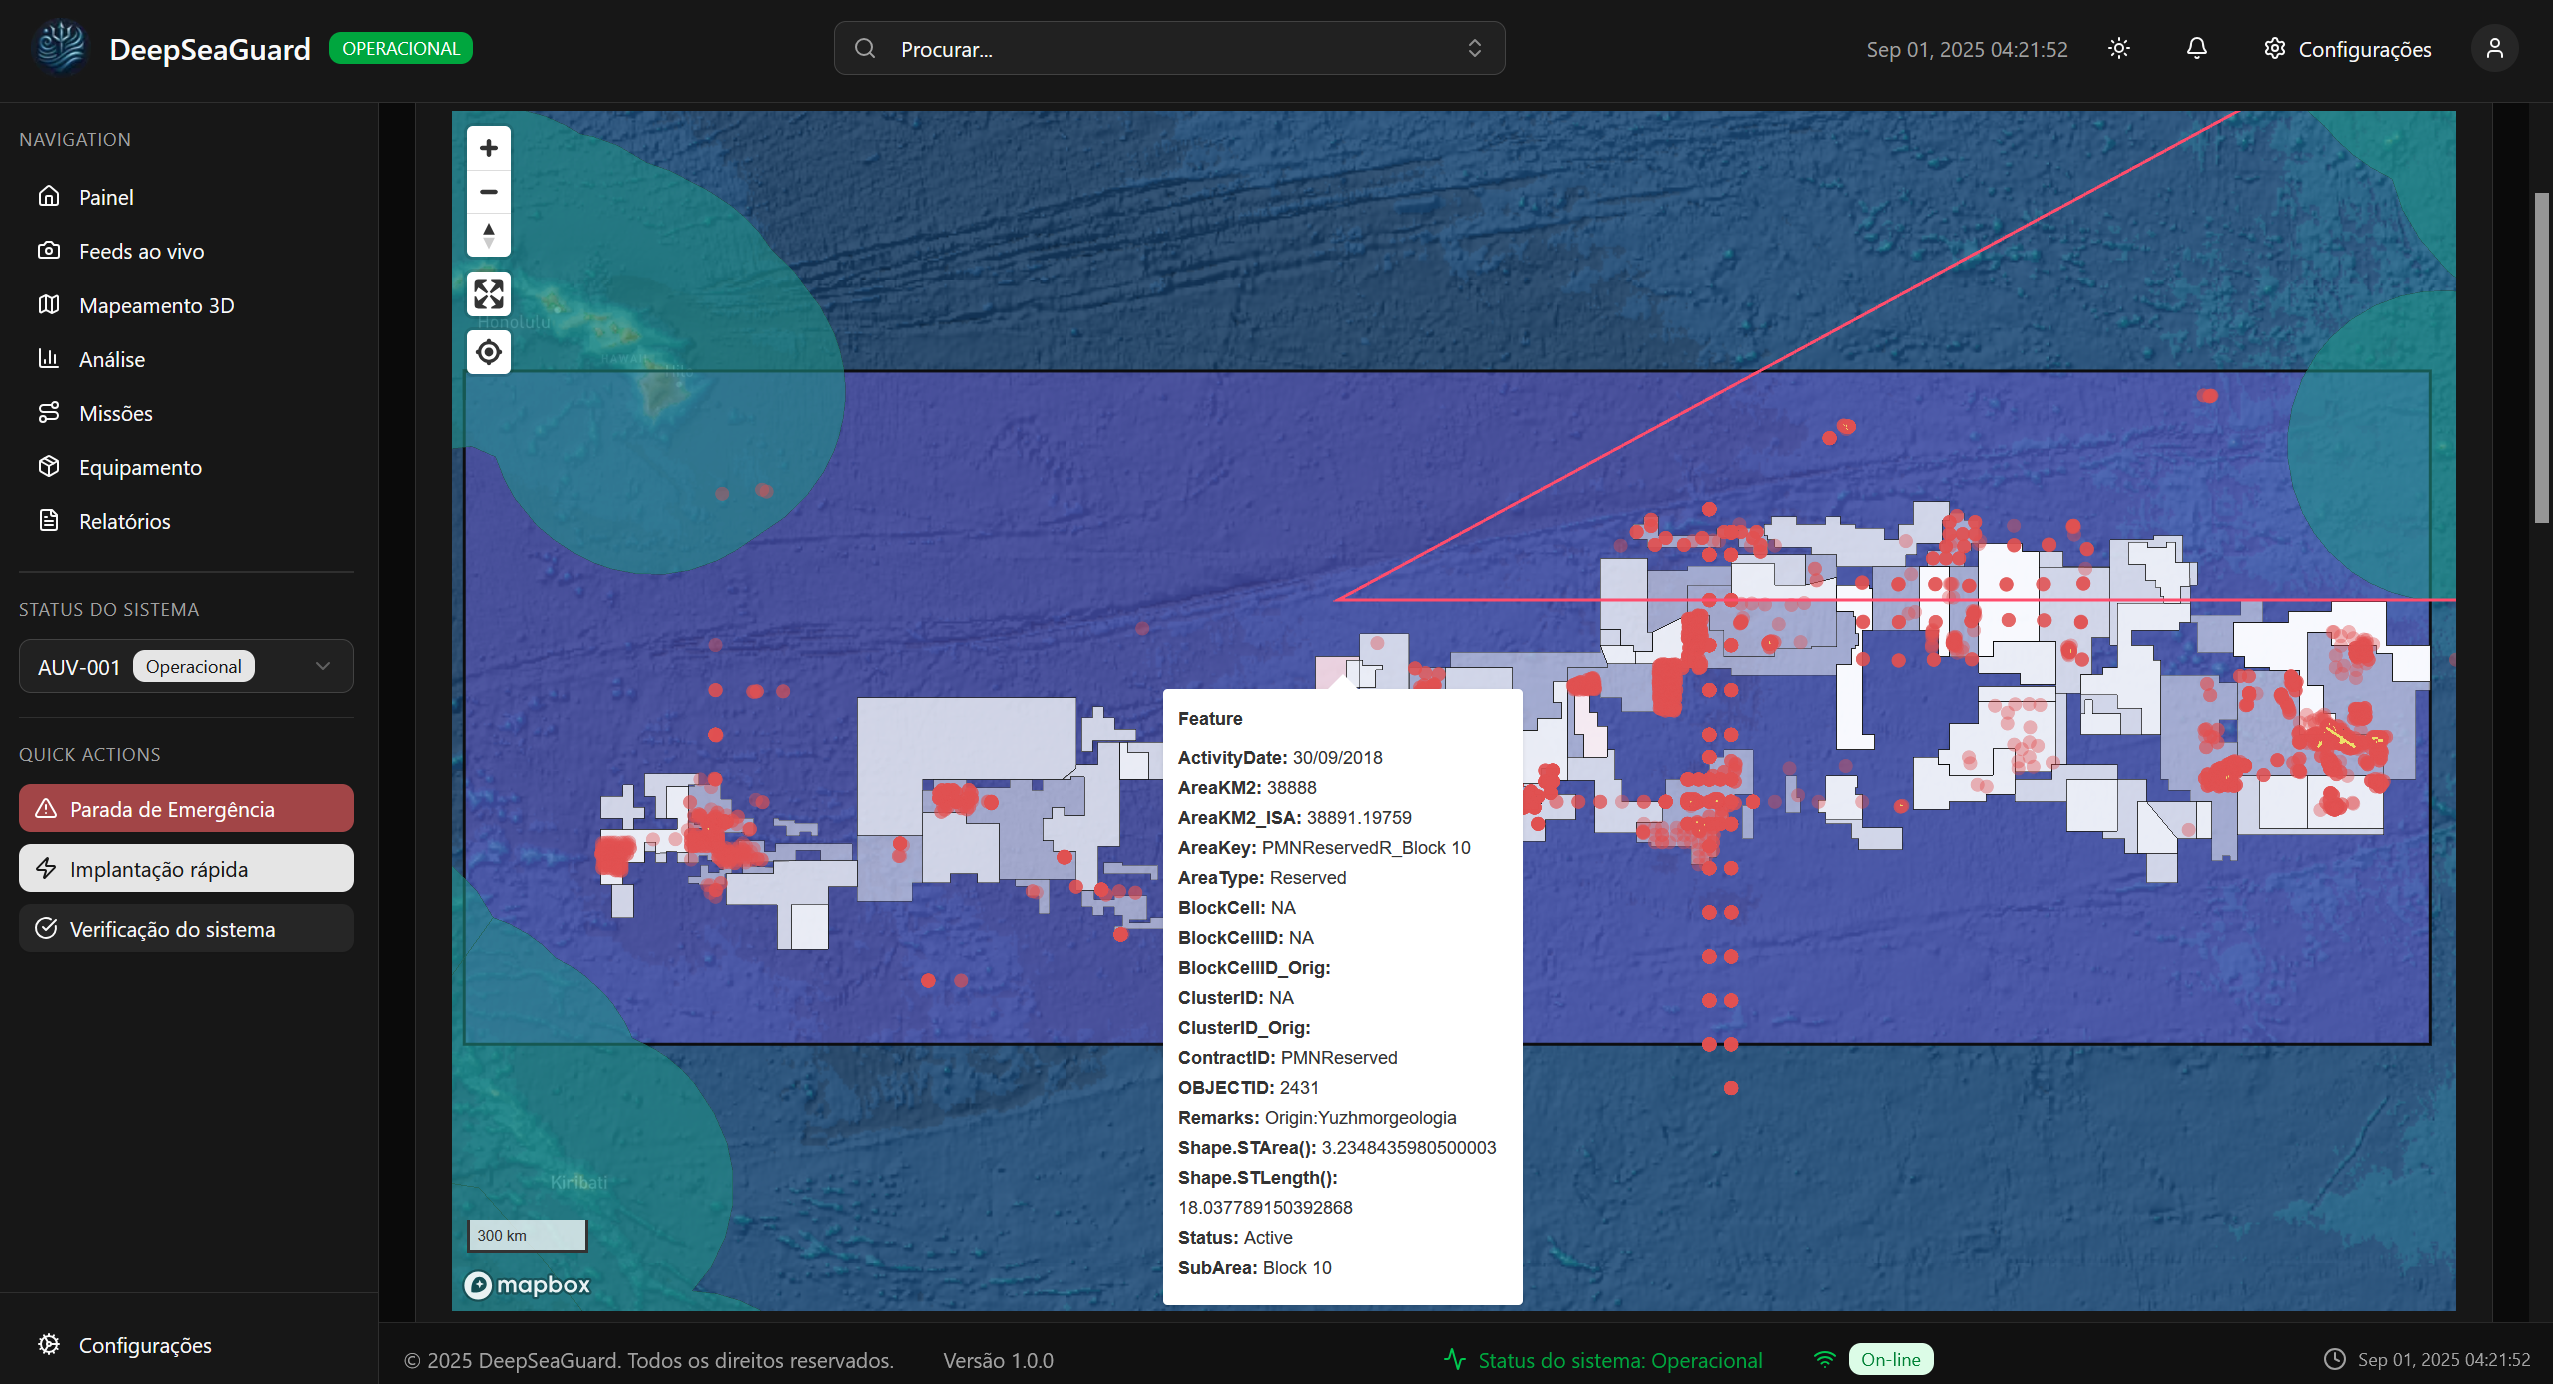 DeepSeaGuard
OPERACIONAL
Procurar...
Sep 01, 2025 04:21:52
Configurações
NAVIGATION
Painel
Feeds ao vivo
Mapeamento 3D
Análise
Missões
Equipamento
Relatórios
STATUS DO SISTEMA
AUV-001 Operacional
QUICK ACTIONS
Parada de Emergência
Implantação rápida
Verificação do sistema
Configurações
Honolulu
HAWAII
Hilo
Feature
ActivityDate: 30/09/2018
AreaKM2: 38888
AreaKM2_ISA: 38891.19759
AreaKey: PMNReservedR_Block 10
AreaType: Reserved
BlockCell: NA
BlockCellID: NA
BlockCellID_Orig:
ClusterID: NA
ClusterID_Orig:
ContractID: PMNReserved
OBJECTID: 2431
Remarks: Origin:Yuzhmorgeologia
Shape.STArea(): 3.2348435980500003
Shape.STLength():
18.037789150392868
Status: Active
SubArea: Block 10
Kiribati
300 km
mapbox
© 2025 DeepSeaGuard. Todos os direitos reservados.
Versão 1.0.0
Status do sistema: Operacional
On-line
Sep 01, 2025 04:21:52